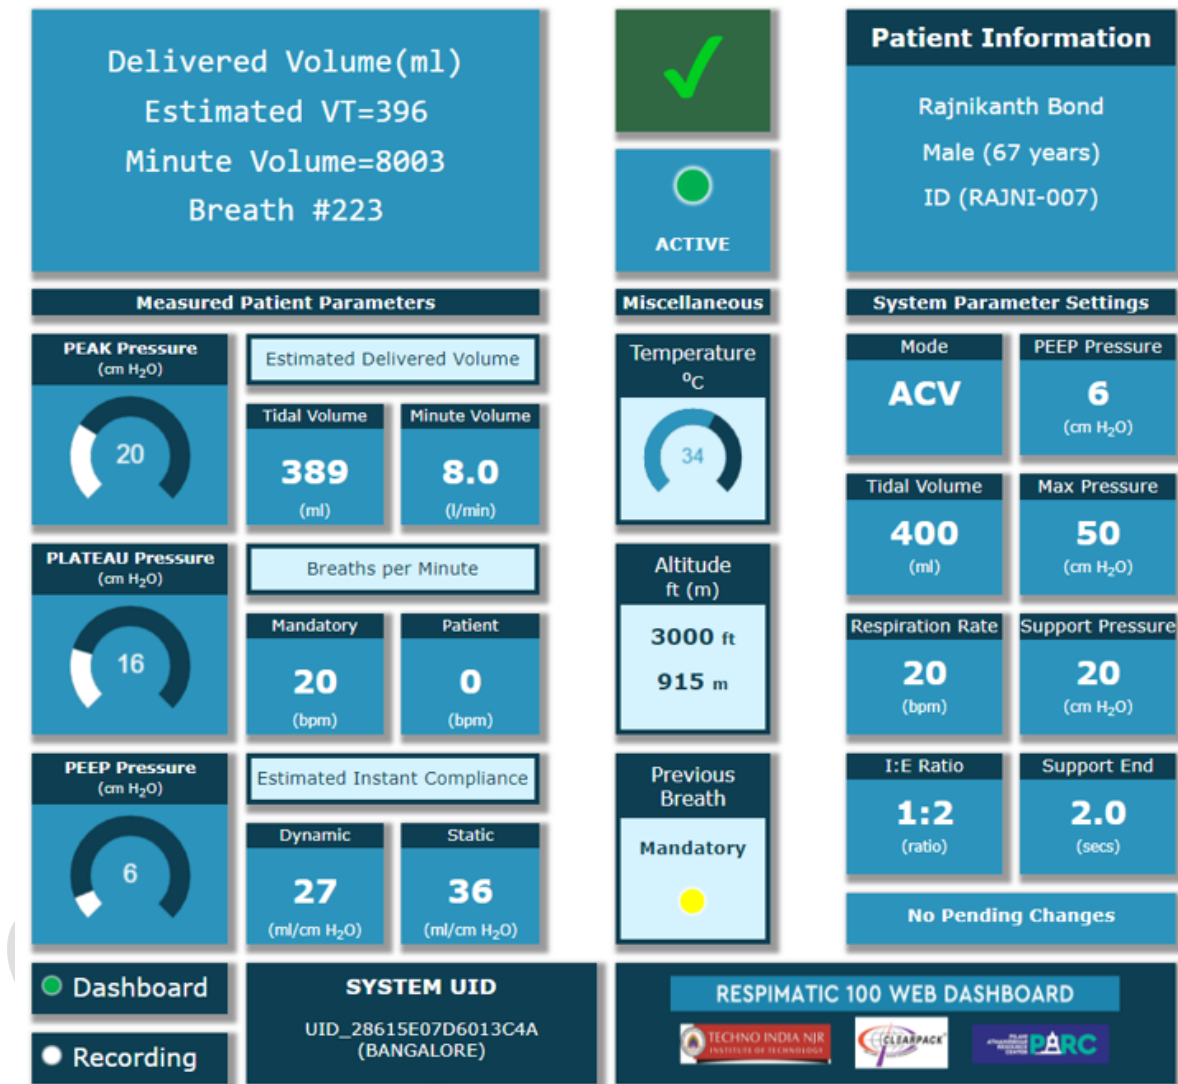 Delivered Volume(ml)
Estimated VT=396
Minute Volume=8003
Breath #223
ACTIVE
Patient Information
Rajnikanth Bond
Male (67 years)
ID (RAJNI-007)
Measured Patient Parameters
PEAK Pressure
(cm H₂O)
20
Estimated Delivered Volume
Tidal Volume
389
(ml)
Minute Volume
8.0
(l/min)
PLATEAU Pressure
(cm H₂O)
16
Breaths per Minute
Mandatory
20
(bpm)
Patient
0
(bpm)
PEEP Pressure
(cm H₂O)
6
Estimated Instant Compliance
Dynamic
27
(ml/cm H₂O)
Static
36
(ml/cm H₂O)
Miscellaneous
Temperature
⁰C
34
Altitude
ft (m)
3000 ft
915 m
Previous
Breath
Mandatory
System Parameter Settings
Mode
ACV
PEEP Pressure
6
(cm H₂O)
Tidal Volume
400
(ml)
Max Pressure
50
(cm H₂O)
Respiration Rate
20
(bpm)
Support Pressure
20
(cm H₂O)
I:E Ratio
1:2
(ratio)
Support End
2.0
(secs)
No Pending Changes
Dashboard
Recording
SYSTEM UID
UID_28615E07D6013C4A
(BANGALORE)
RESPIMATIC 100 WEB DASHBOARD
TECHNO INDIA NJR
INSTITUTE OF TECHNOLOGY
CLEARPACK
PARC